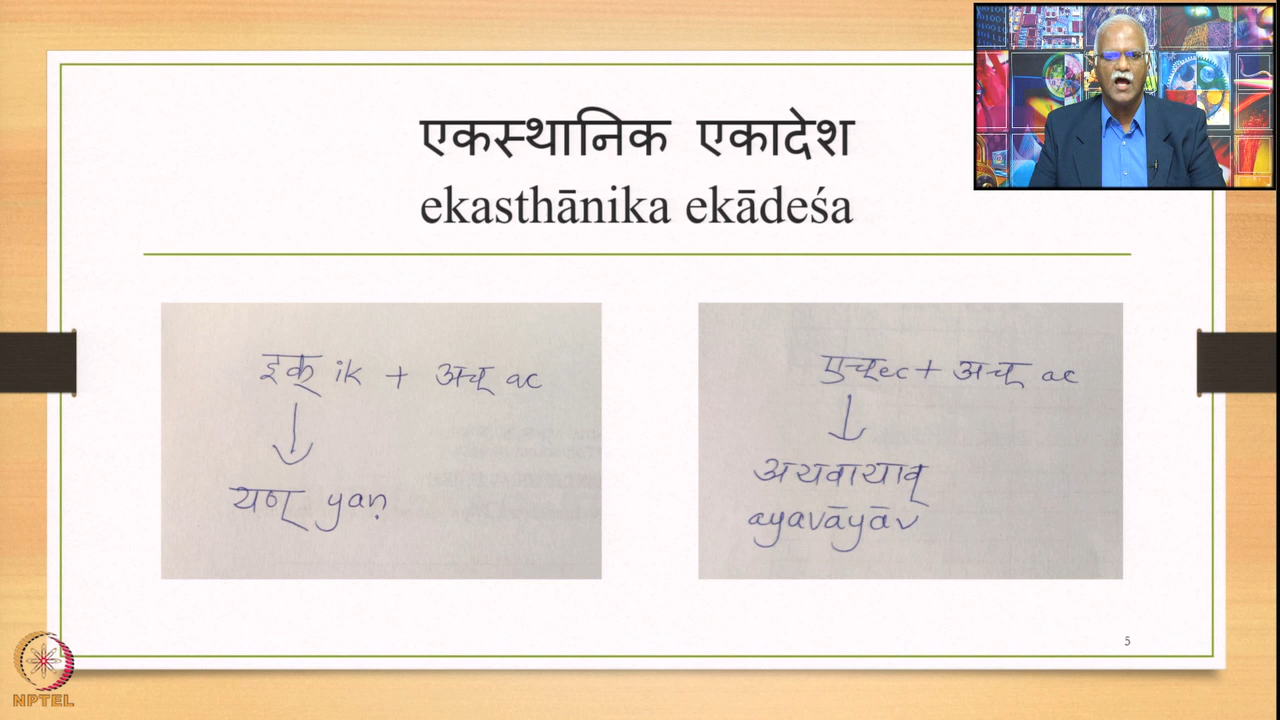 एकस्थानिक एकादेश
ekasthānika ekādeśa
इक् ik + अच् ac
↓
यण् yaṇ
एच् ec + अच् ac
↓
अयवायाव्
ayavāyāv
5
NPTEL